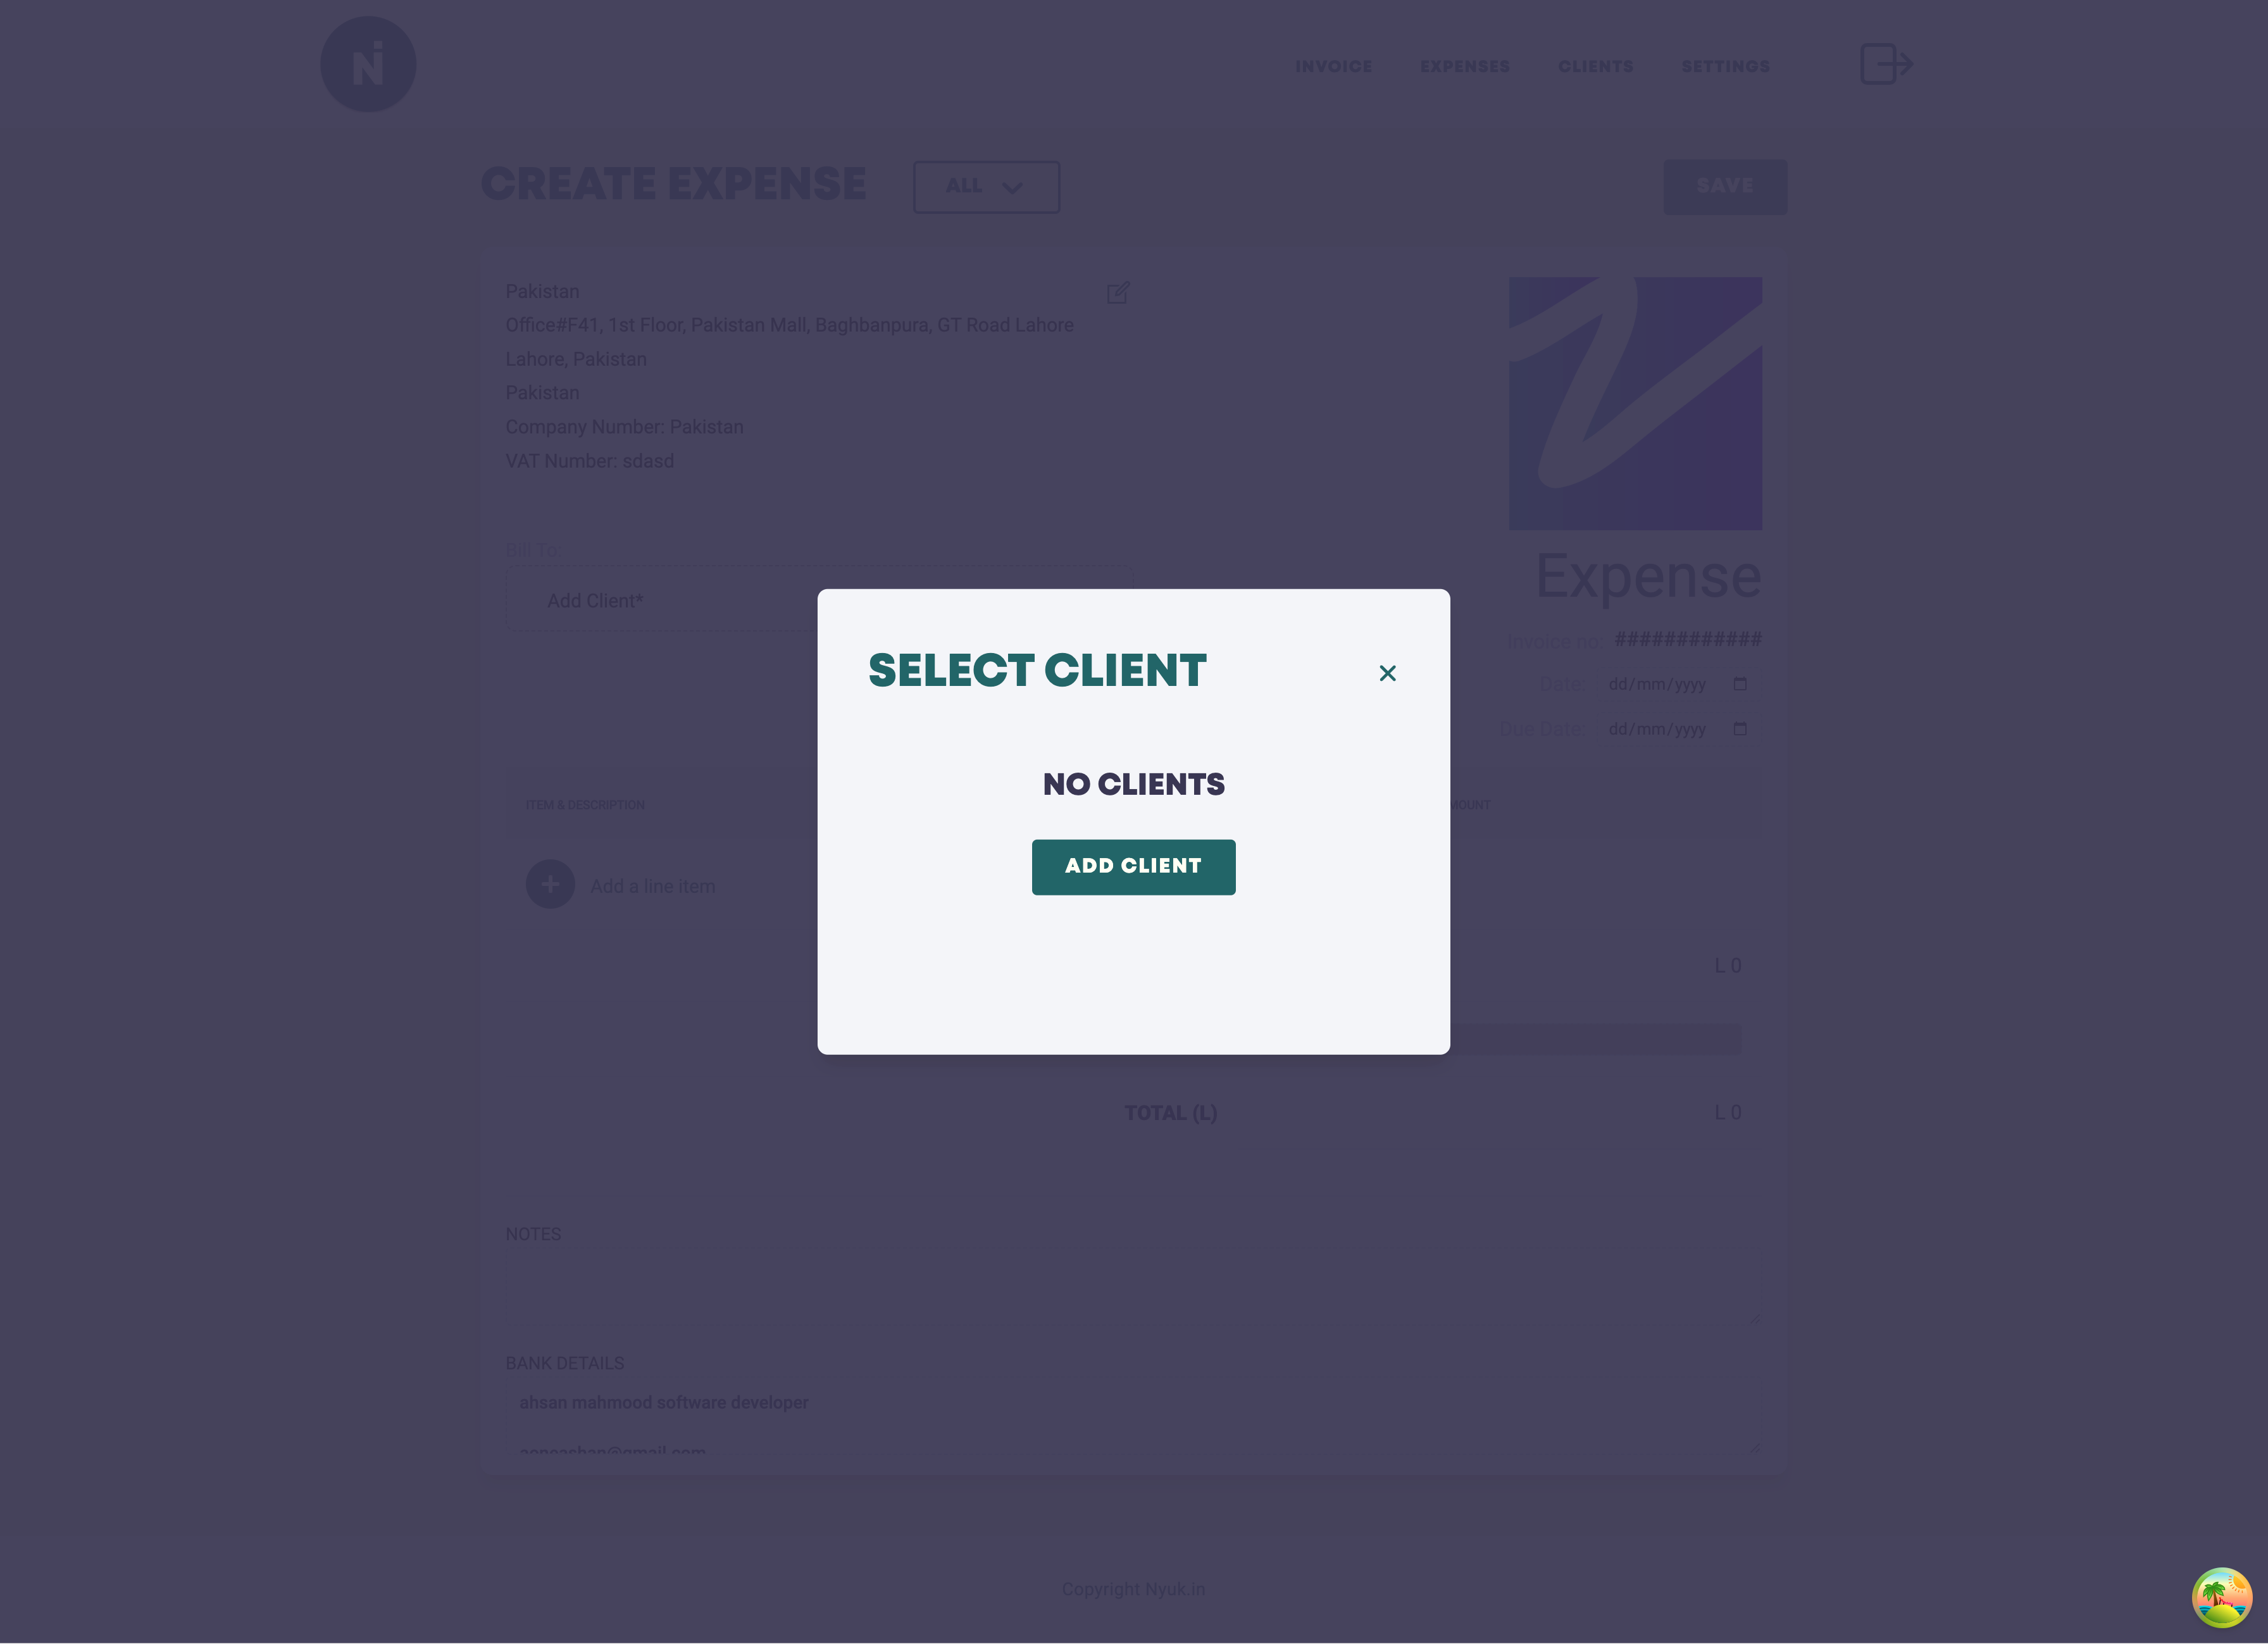 Ni
INVOICE EXPENSES CLIENTS SETTINGS
CREATE EXPENSE ALL SAVE
Pakistan
Office#F41, 1st Floor, Pakistan Mall, Baghbanpura, GT Road Lahore
Lahore, Pakistan
Pakistan
Company Number: Pakistan
VAT Number: sdasd
Bill To:
Add Client*
Expense
Invoice no: ############
Date: dd/mm/yyyy
Due Date: dd/mm/yyyy
SELECT CLIENT
NO CLIENTS
ADD CLIENT
ITEM & DESCRIPTION MOUNT
Add a line item
L 0
TOTAL (L) L 0
NOTES
BANK DETAILS
ahsan mahmood software developer
Copyright Nyuk.in